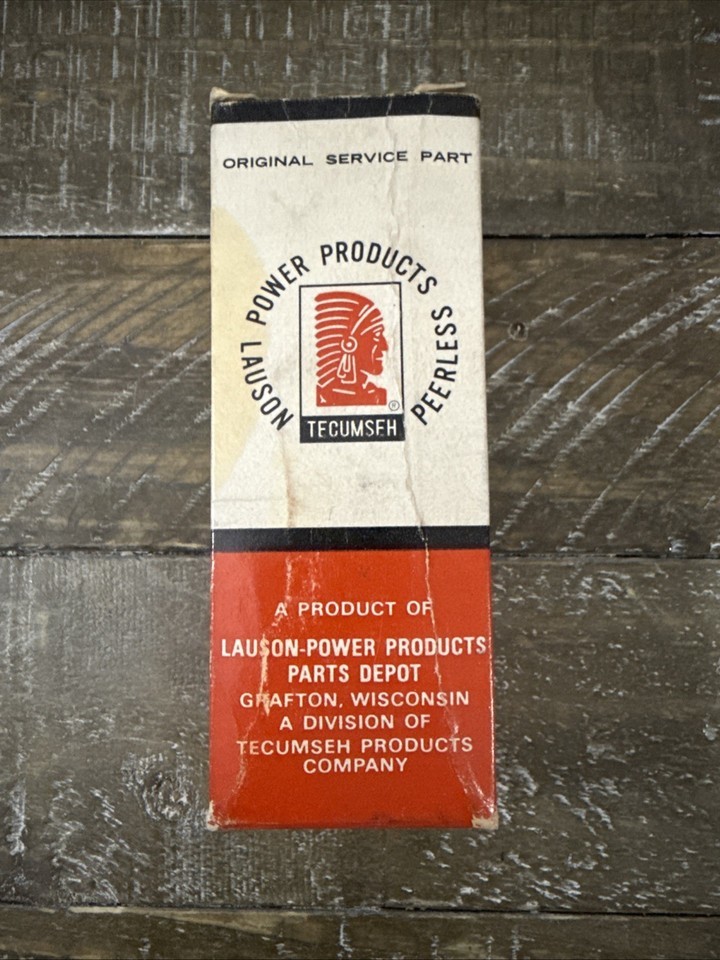 ORIGINAL SERVICE PART
LAUSON POWER PRODUCTS PEERLESS
®
TECUMSEH
A PRODUCT OF
LAUSON-POWER PRODUCTS
PARTS DEPOT
GRAFTON, WISCONSIN
A DIVISION OF
TECUMSEH PRODUCTS
COMPANY